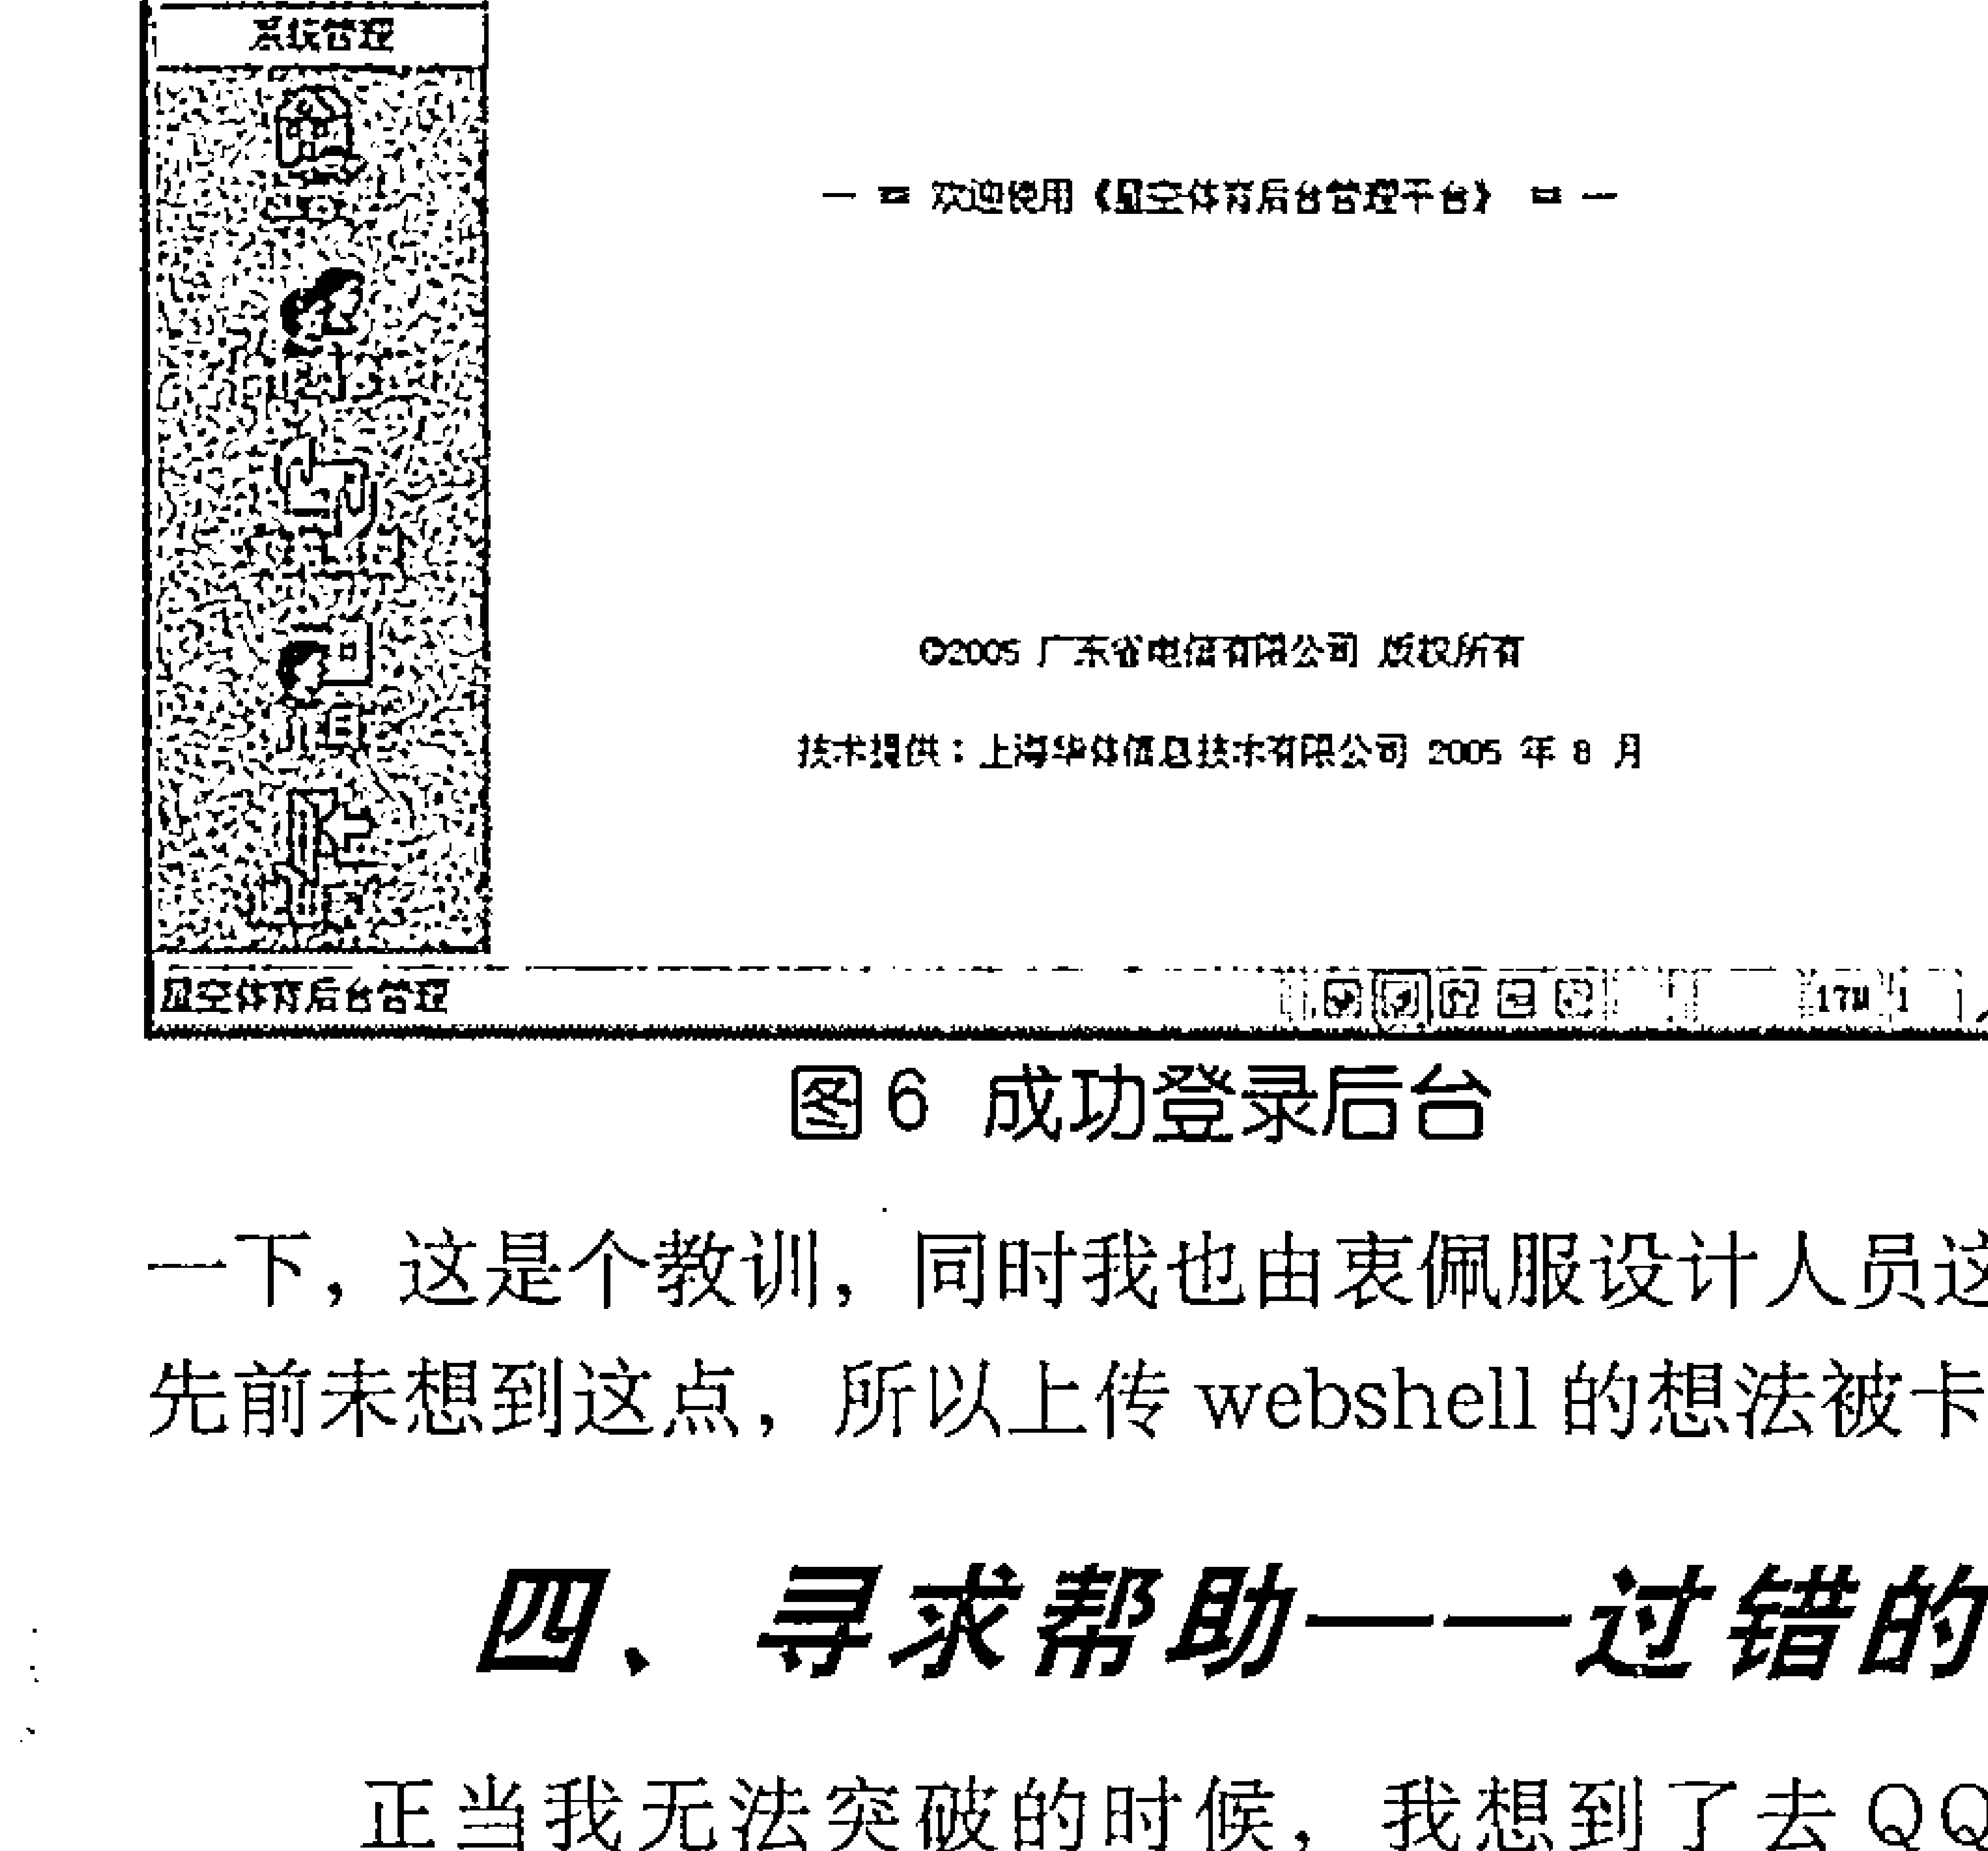 系统管理
— = 欢迎使用《星空体育后台管理平台》 = —
©2005 广东省电信有限公司 版权所有
技术提供：上海华体信息技术有限公司 2005 年 8 月
星空体育后台管理
17M 1
图6 成功登录后台
一下，这是个教训，同时我也由衷佩服设计人员这
先前未想到这点，所以上传 webshell 的想法被卡
四、寻求帮助——过错的
正当我无法突破的时候，我想到了去 QQ